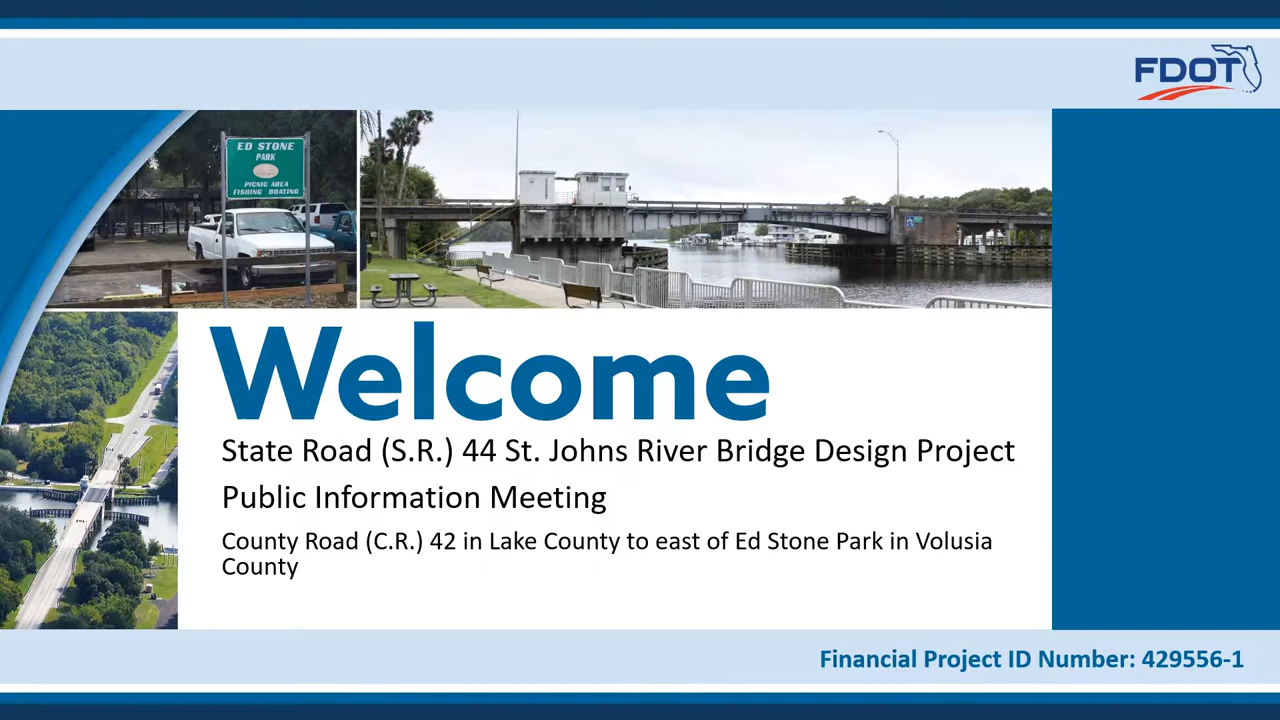 FDOT
ED STONE
PARK
PICNIC AREA
FISHING BOATING
Welcome
State Road (S.R.) 44 St. Johns River Bridge Design Project
Public Information Meeting
County Road (C.R.) 42 in Lake County to east of Ed Stone Park in Volusia
County
Financial Project ID Number: 429556-1